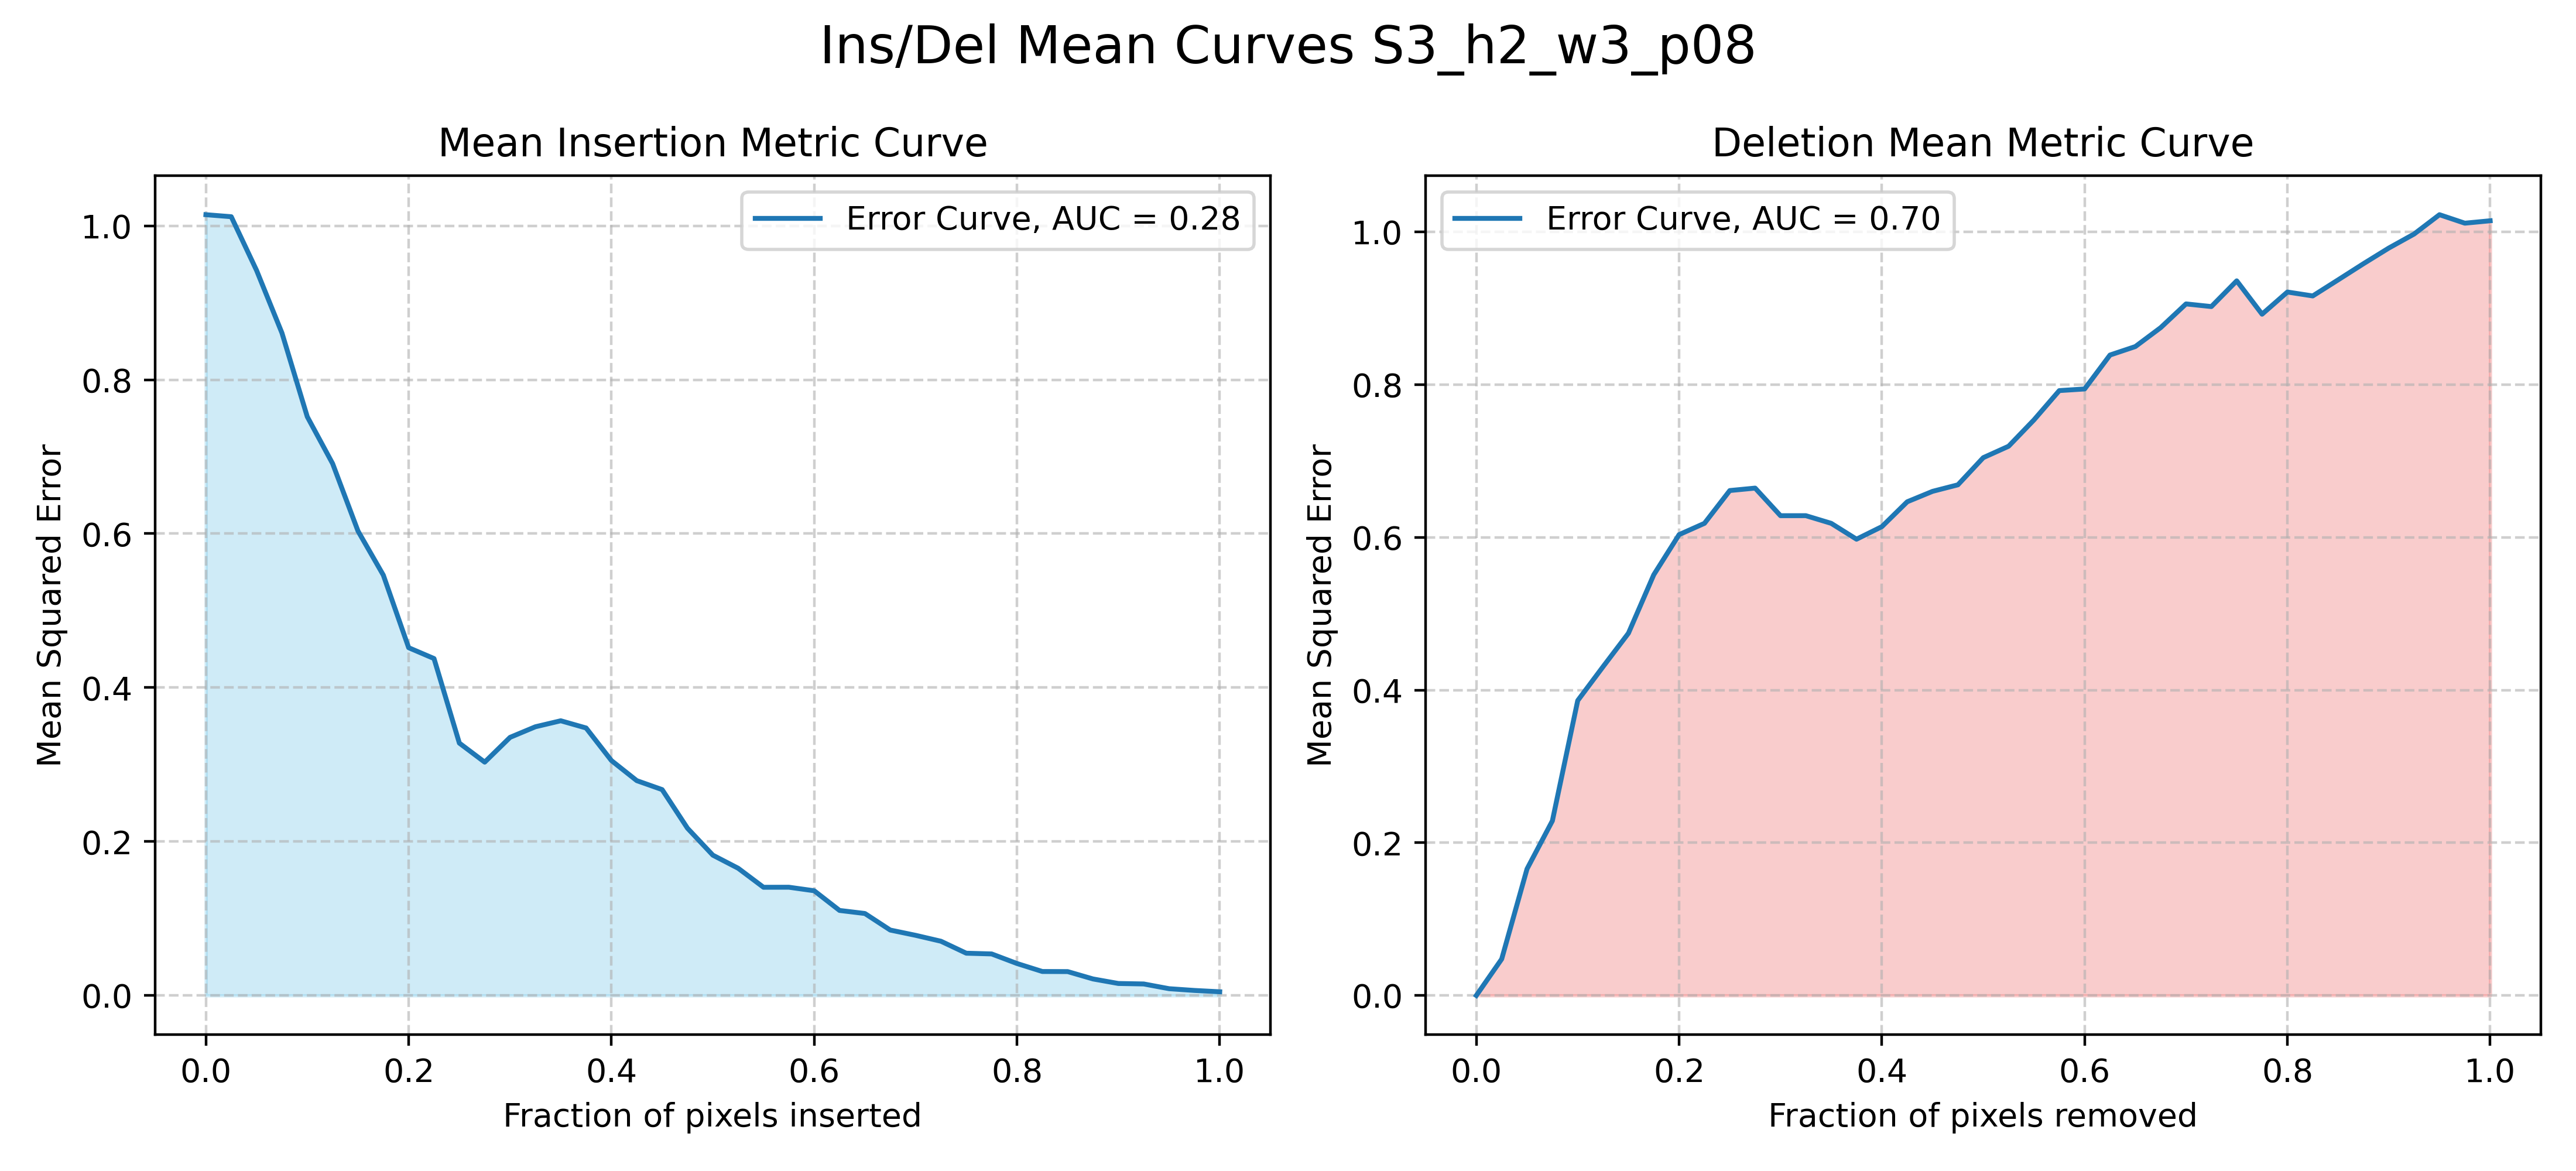 Ins/Del Mean Curves S3_h2_w3_p08
Mean Insertion Metric Curve
Error Curve, AUC = 0.28
Mean Squared Error
1.0
0.8
0.6
0.4
0.2
0.0
0.0 0.2 0.4 0.6 0.8 1.0
Fraction of pixels inserted
Deletion Mean Metric Curve
Error Curve, AUC = 0.70
Mean Squared Error
1.0
0.8
0.6
0.4
0.2
0.0
0.0 0.2 0.4 0.6 0.8 1.0
Fraction of pixels removed